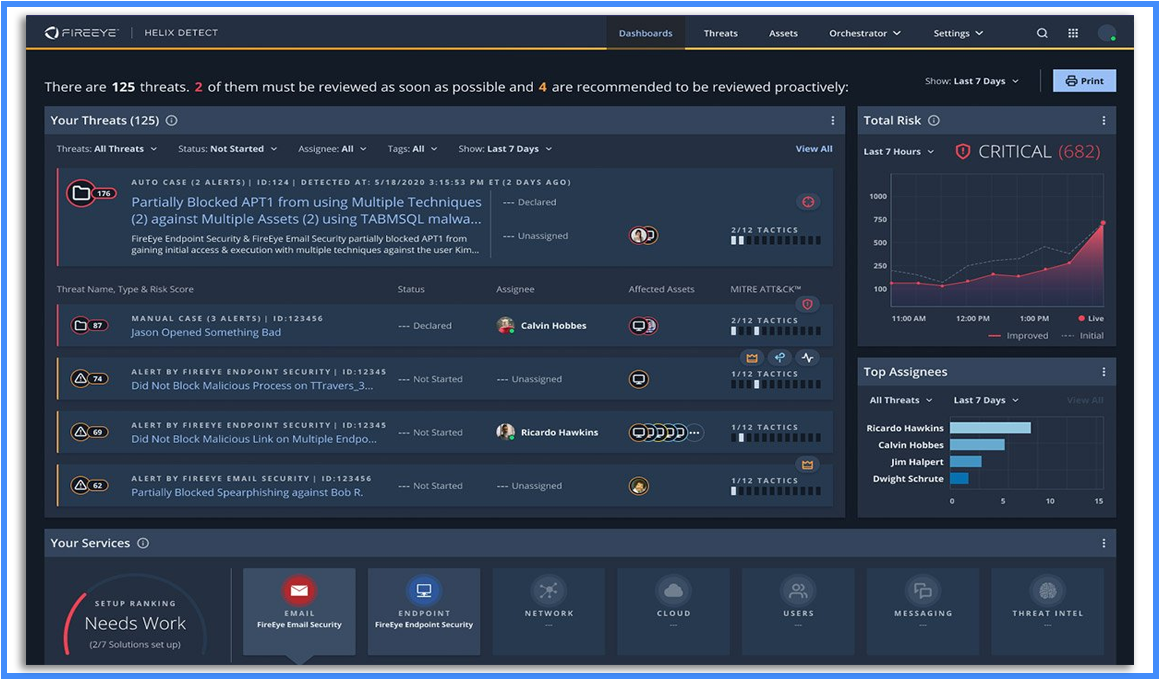 FIREEYE™ HELIX DETECT Dashboards Threats Assets Orchestrator Settings
There are 125 threats. 2 of them must be reviewed as soon as possible and 4 are recommended to be reviewed proactively:
Show: Last 7 Days
Print
Your Threats (125)
Threats: All Threats Status: Not Started Assignee: All Tags: All Show: Last 7 Days View All
176
AUTO CASE (2 ALERTS) | ID:124 | DETECTED AT: 5/18/2020 3:15:53 PM ET (2 DAYS AGO)
Partially Blocked APT1 from using Multiple Techniques
(2) against Multiple Assets (2) using TABMSQL malwa...
FireEye Endpoint Security & FireEye Email Security partially blocked APT1 from
gaining initial access & execution with multiple techniques against the user Kim...
--- Declared
--- Unassigned
2/12 TACTICS
Threat Name, Type & Risk Score Status Assignee Affected Assets MITRE ATT&CK™
87
MANUAL CASE (3 ALERTS) | ID:123456
Jason Opened Something Bad
--- Declared
Calvin Hobbes
2/12 TACTICS
74
ALERT BY FIREEYE ENDPOINT SECURITY | ID:12345
Did Not Block Malicious Process on TTravers_3...
--- Not Started
--- Unassigned
1/12 TACTICS
69
ALERT BY FIREEYE ENDPOINT SECURITY | ID:12345
Did Not Block Malicious Link on Multiple Endpo...
--- Not Started
Ricardo Hawkins
1/12 TACTICS
62
ALERT BY FIREEYE EMAIL SECURITY | ID:123456
Partially Blocked Spearphishing against Bob R.
--- Not Started
--- Unassigned
1/12 TACTICS
Total Risk
Last 7 Hours
CRITICAL (682)
1000
750
500
250
100
11:00 AM 12:00 PM 1:00 PM Live
Improved Initial
Top Assignees
All Threats Last 7 Days View All
Ricardo Hawkins
Calvin Hobbes
Jim Halpert
Dwight Schrute
0 5 10 15
Your Services
SETUP RANKING
Needs Work
(2/7 Solutions set up)
EMAIL
FireEye Email Security
ENDPOINT
FireEye Endpoint Security
NETWORK
---
CLOUD
---
USERS
---
MESSAGING
---
THREAT INTEL
---